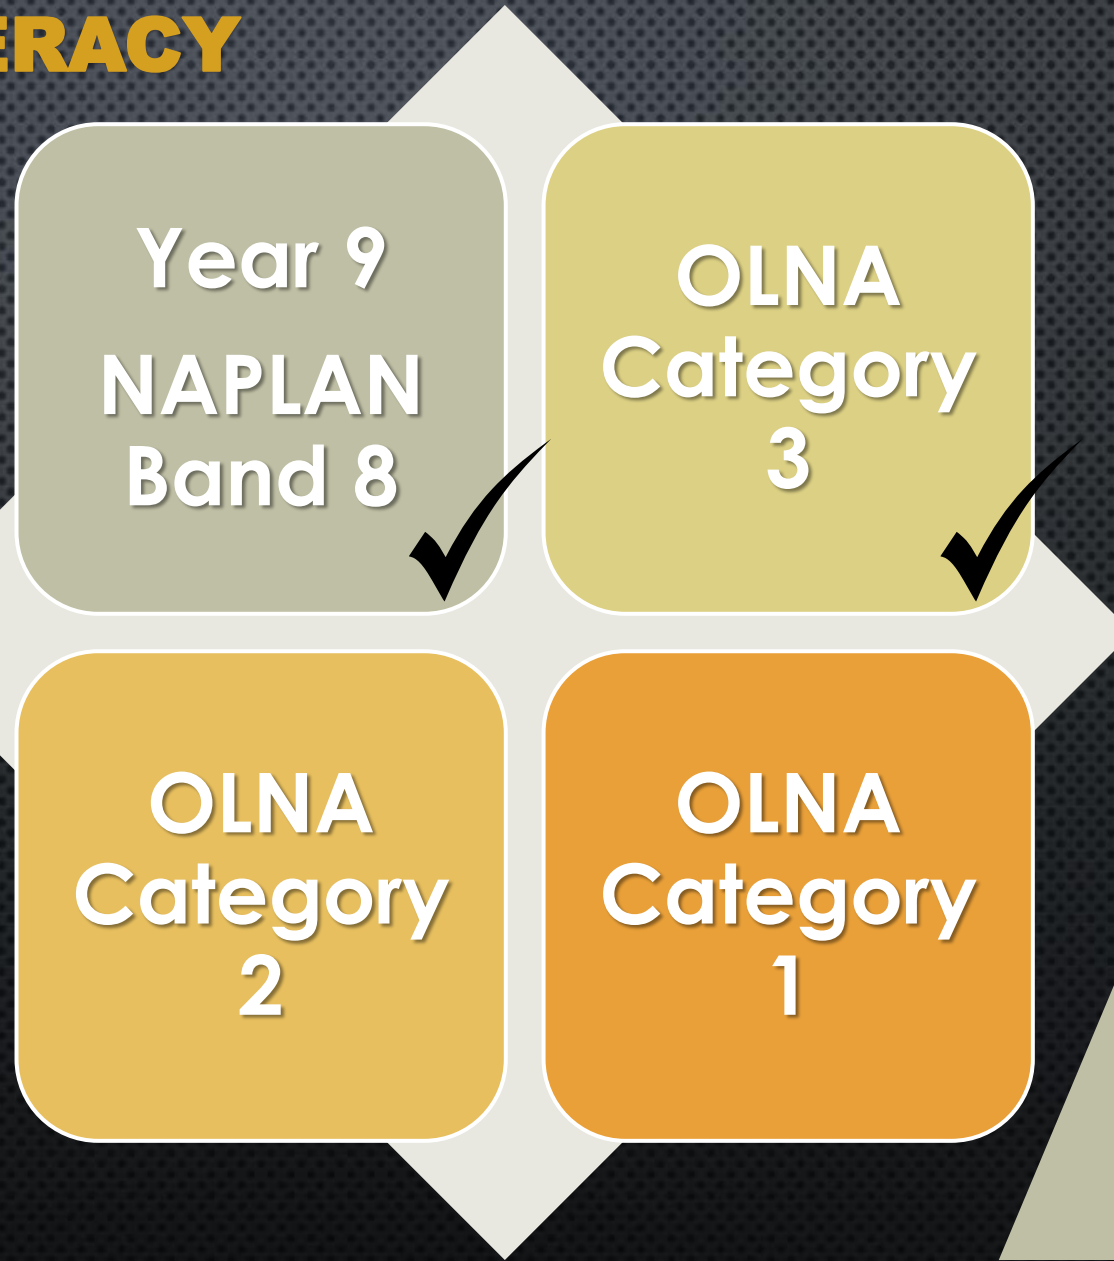 ERACY
Year 9
NAPLAN
Band 8
OLNA
Category
3
OLNA
Category
2
OLNA
Category
1